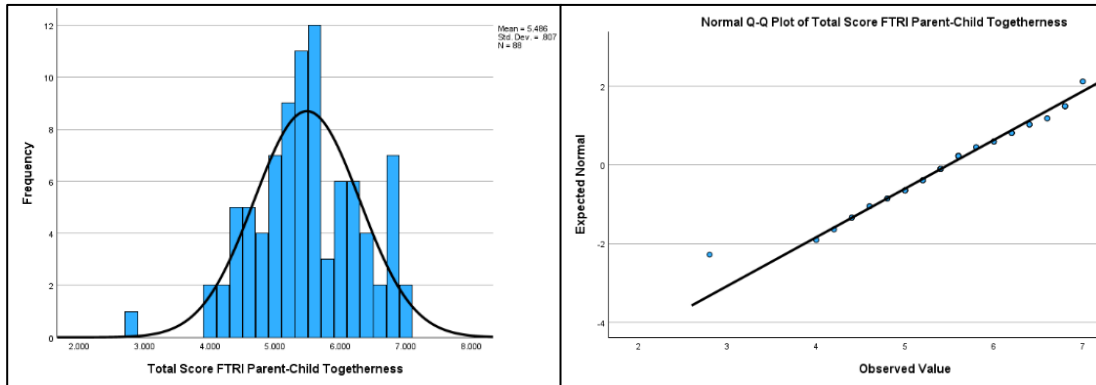 12
10
8
6
4
2
0
Frequency
2.000 3.000 4.000 5.000 6.000 7.000 8.000
Total Score FTRI Parent-Child Togetherness
Mean = 5.486
Std. Dev. = .807
N = 88
Normal Q-Q Plot of Total Score FTRI Parent-Child Togetherness
2
0
-2
-4
Expected Normal
2 3 4 5 6 7
Observed Value